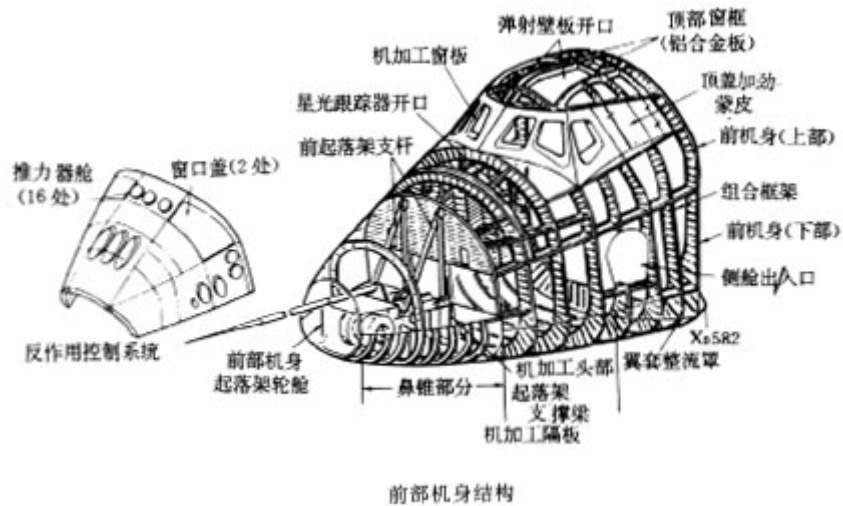 弹射壁板开口
顶部窗框
(铝合金板)
机加工窗板
顶盖加劲
蒙皮
星光跟踪器开口
前起落架支杆
前机身(上部)
推力器舱
(16处)
窗口盖(2处)
组合框架
前机身(下部)
侧舱出入口
X₀582
反作用控制系统
前部机身
起落架轮舱
鼻锥部分
机加工头部
起落架
支撑梁
机加工隔板
翼套整流罩
前部机身结构